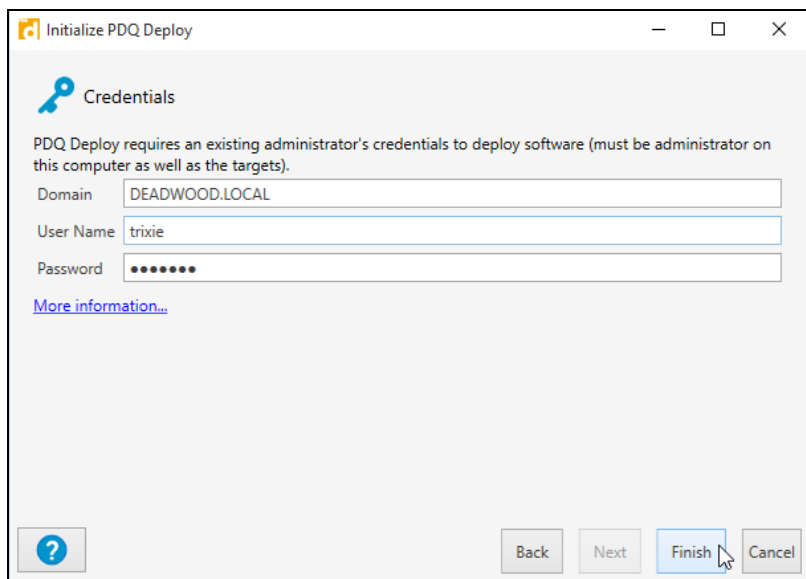 Initialize PDQ Deploy
Credentials
PDQ Deploy requires an existing administrator's credentials to deploy software (must be administrator on
this computer as well as the targets).
Domain DEADWOOD.LOCAL
User Name trixie
Password ●●●●●●●
More information...
? Back Next Finish Cancel